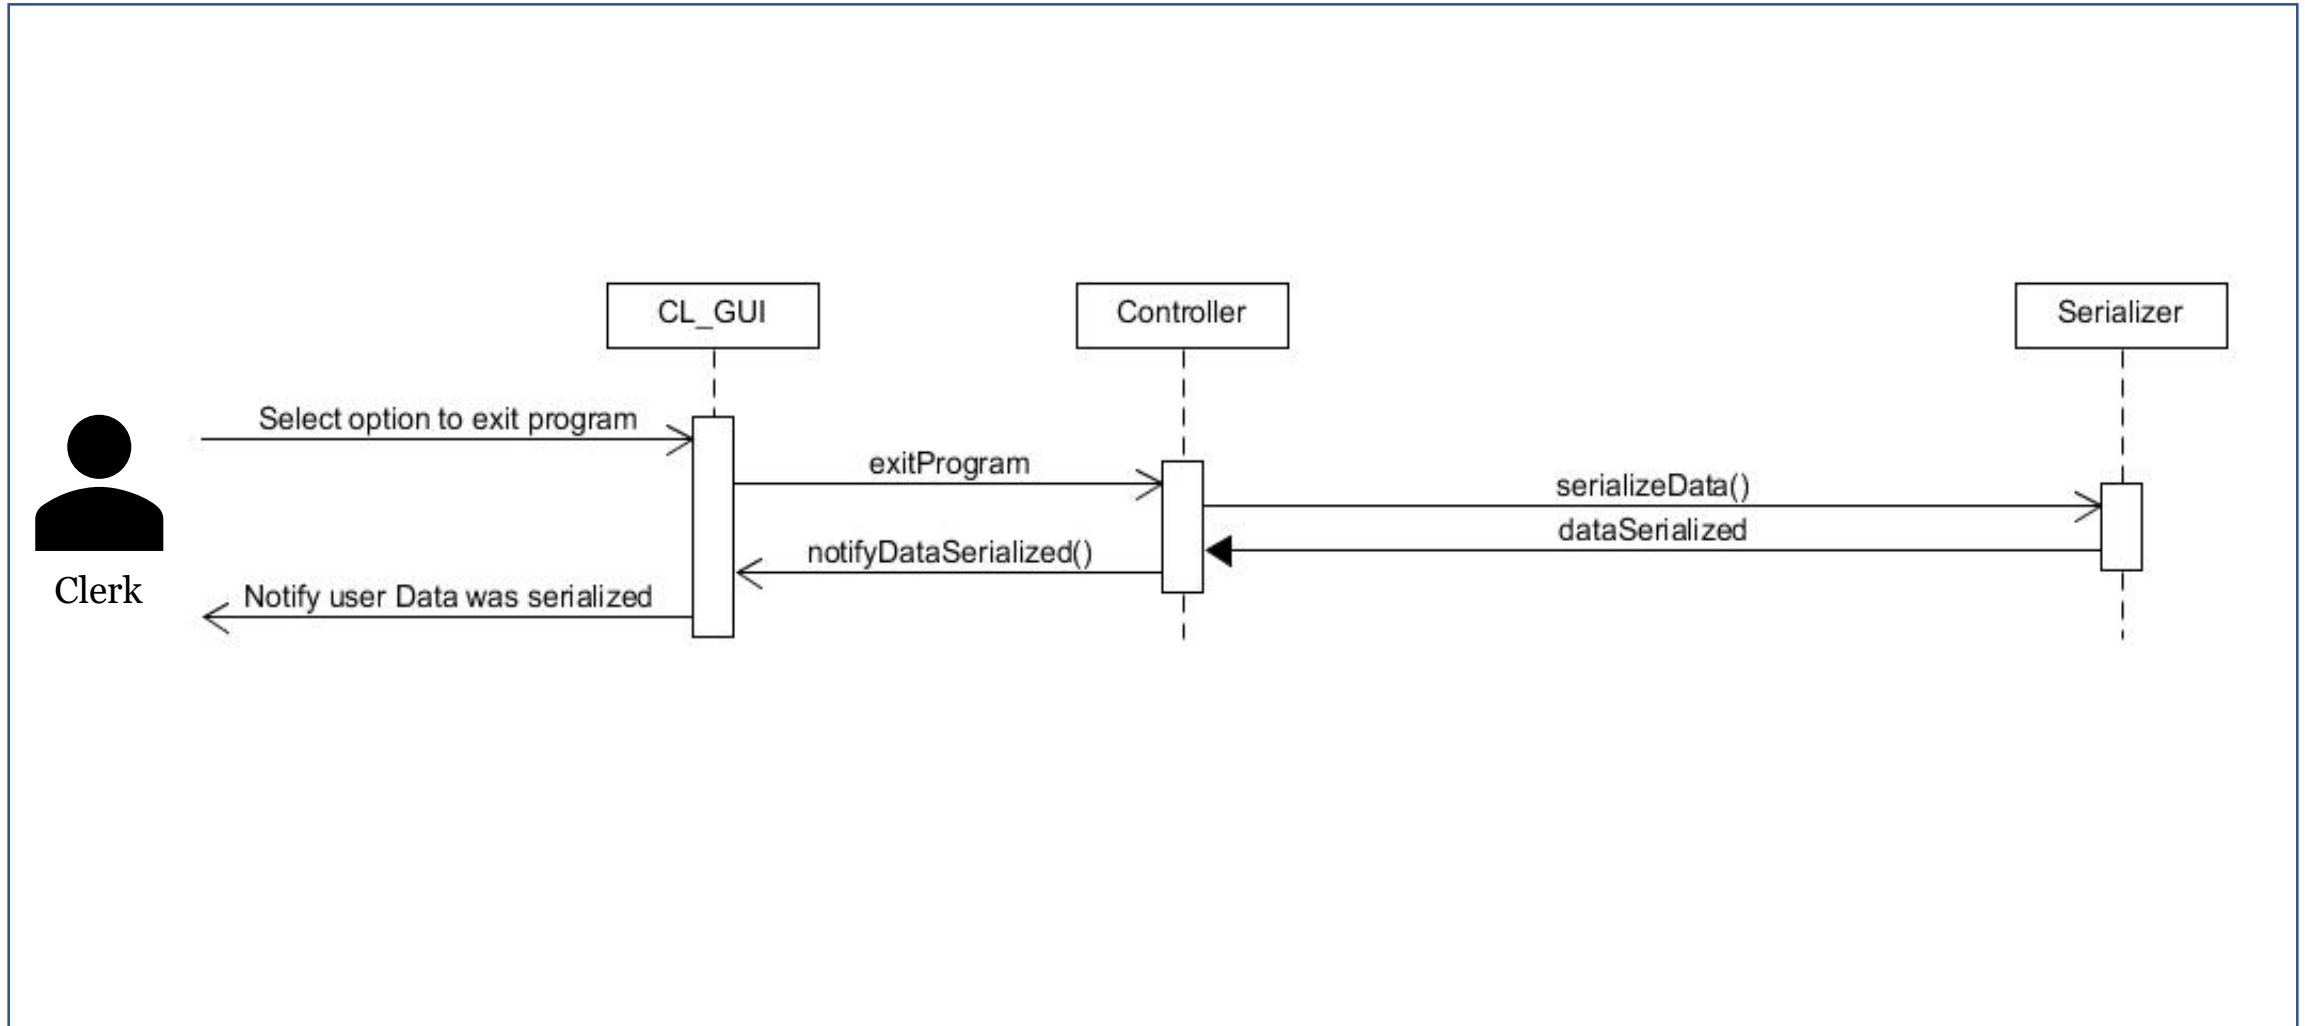 CL_GUI
Controller
Serializer
Select option to exit program
exitProgram
serializeData()
dataSerialized
notifyDataSerialized()
Clerk
Notify user Data was serialized